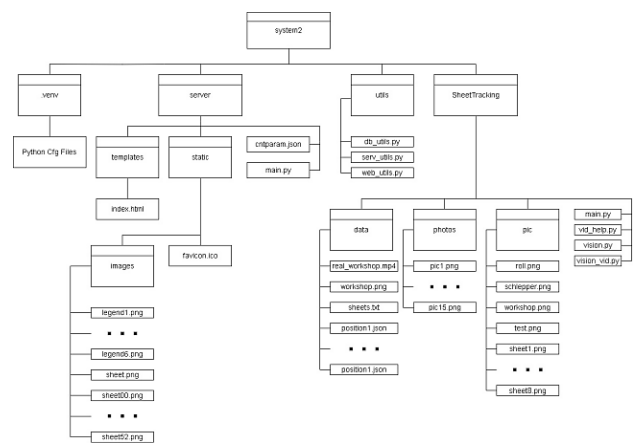 system2
.venv
server
utils
SheetTracking
Python Cfg Files
templates
static
cntparam.json
main.py
db_utils.py
serv_utils.py
web_utils.py
index.html
images
favicon.ico
legend1.png
legend6.png
sheet.png
sheet00.png
sheet52.png
data
photos
pic
main.py
vid_help.py
vision.py
vision_vid.py
real_workshop.mp4
workshop.png
sheets.txt
position1.json
position1.json
pic1.png
pic15.png
roll.png
schlepper.png
workshop.png
test.png
sheet1.png
sheet8.png